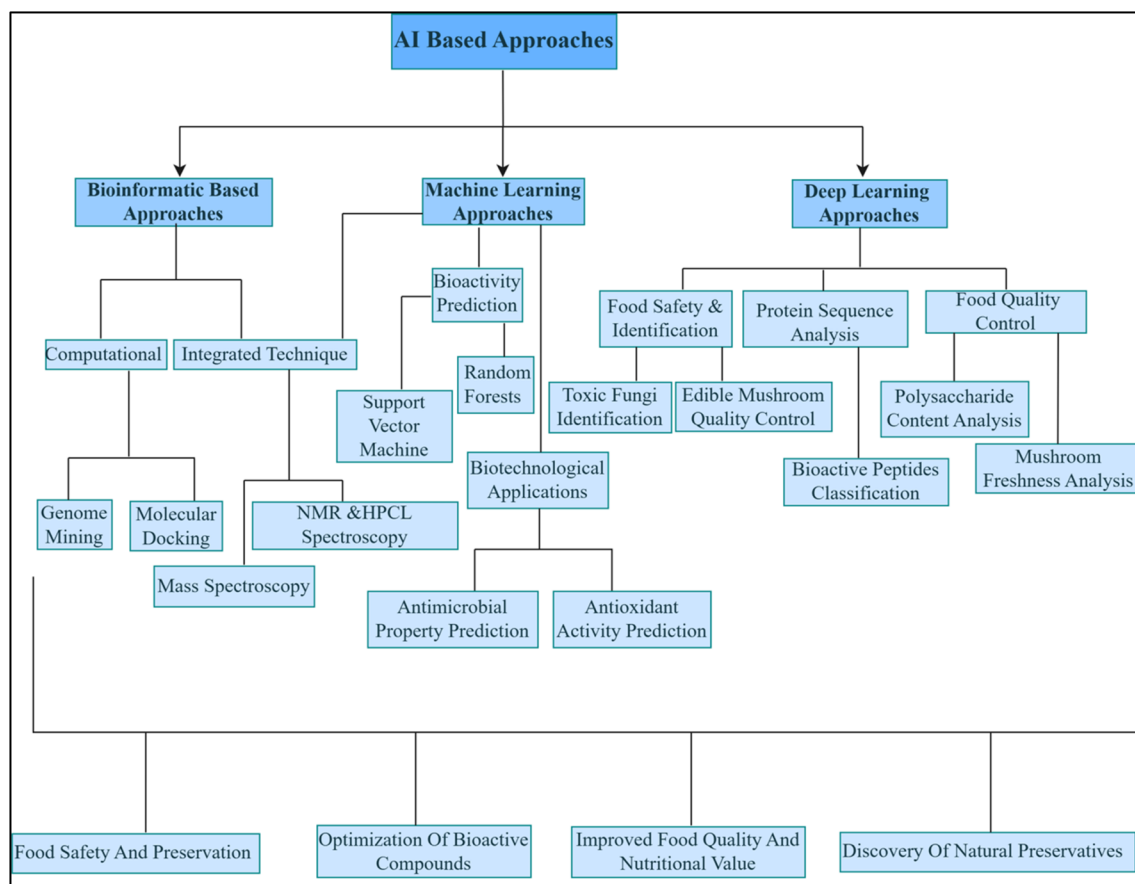 AI Based Approaches
Bioinformatic Based
Approaches
Machine Learning
Approaches
Deep Learning
Approaches
Bioactivity
Prediction
Food Safety &
Identification
Protein Sequence
Analysis
Food Quality
Control
Computational
Integrated Technique
Random
Forests
Support
Vector
Machine
Toxic Fungi
Identification
Edible Mushroom
Quality Control
Polysaccharide
Content Analysis
Mushroom
Freshness Analysis
Biotechnological
Applications
Bioactive Peptides
Classification
Genome
Mining
Molecular
Docking
NMR &HPCL
Spectroscopy
Mass Spectroscopy
Antimicrobial
Property Prediction
Antioxidant
Activity Prediction
Food Safety And Preservation
Optimization Of Bioactive
Compounds
Improved Food Quality And
Nutritional Value
Discovery Of Natural Preservatives